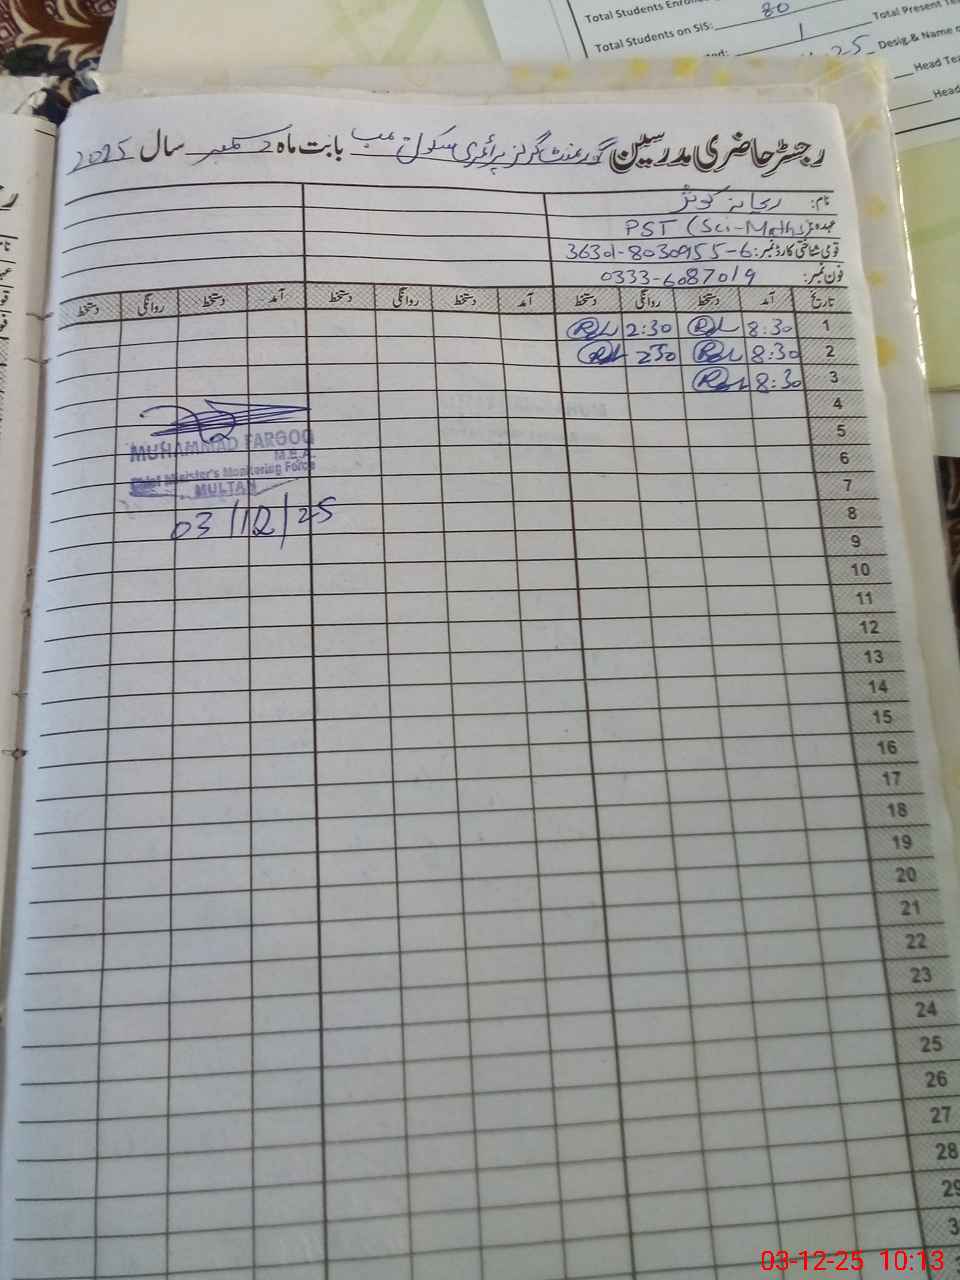 Total Students Enro
Total Students on SIS: 80
1 Total Present Te
25 Desig.& Name o
Head Tea
Head
رجسٹر حاضری مدرسین گورنمنٹ گرلز پرائمری سکول بابت ماہ دسمبر سال 2025
نام: ریحانہ کوثر
عہدہ: PST (Sci-Maths)
قومی شناختی کارڈ نمبر: 36301-8030955-6
فون نمبر: 0333-6087019
تاریخ آمد دستخط روانگی دستخط آمد دستخط روانگی دستخط آمد دستخط روانگی دستخط
1 8:30 2:30
2 8:30 2:30
3 8:30
4
5
6
7
8
9
10
11
12
13
14
15
16
17
18
19
20
21
22
23
24
25
26
27
28
29
MUHAMMAD FAROOQ
M.E.A.
Chief Minister's Monitoring Force
MULTAN
03/12/25
03-12-25 10:13